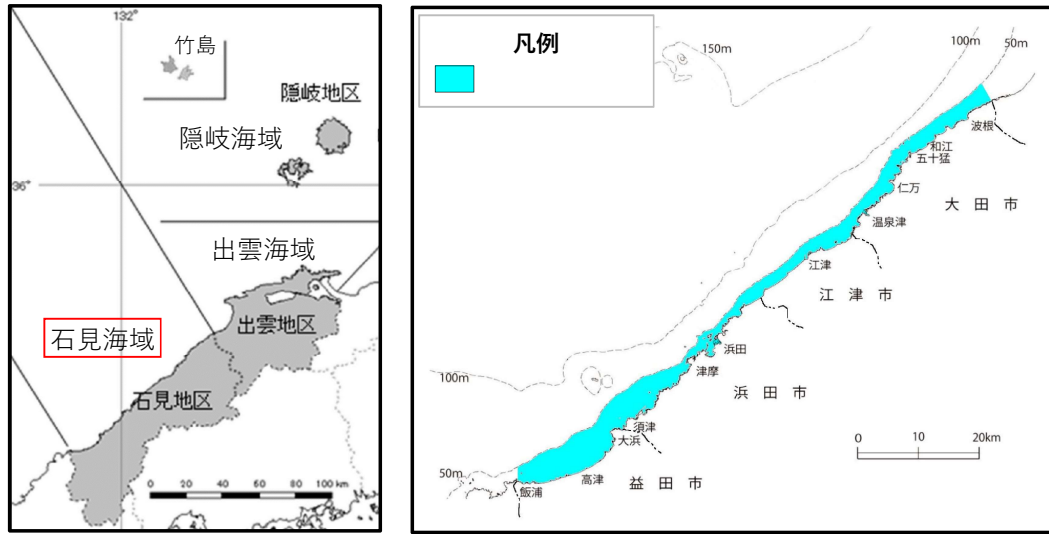 132°
竹島
隠岐地区
隠岐海域
36°
出雲海域
出雲地区
石見海域
石見地区
0 20 40 60 80 100 km
凡例
150m
100m
50m
波根
和江
五十猛
仁万
大田市
温泉津
江津
江津市
浜田
津摩
浜田市
100m
須津
大浜
0 10 20km
50m
高津
益田市
飯浦